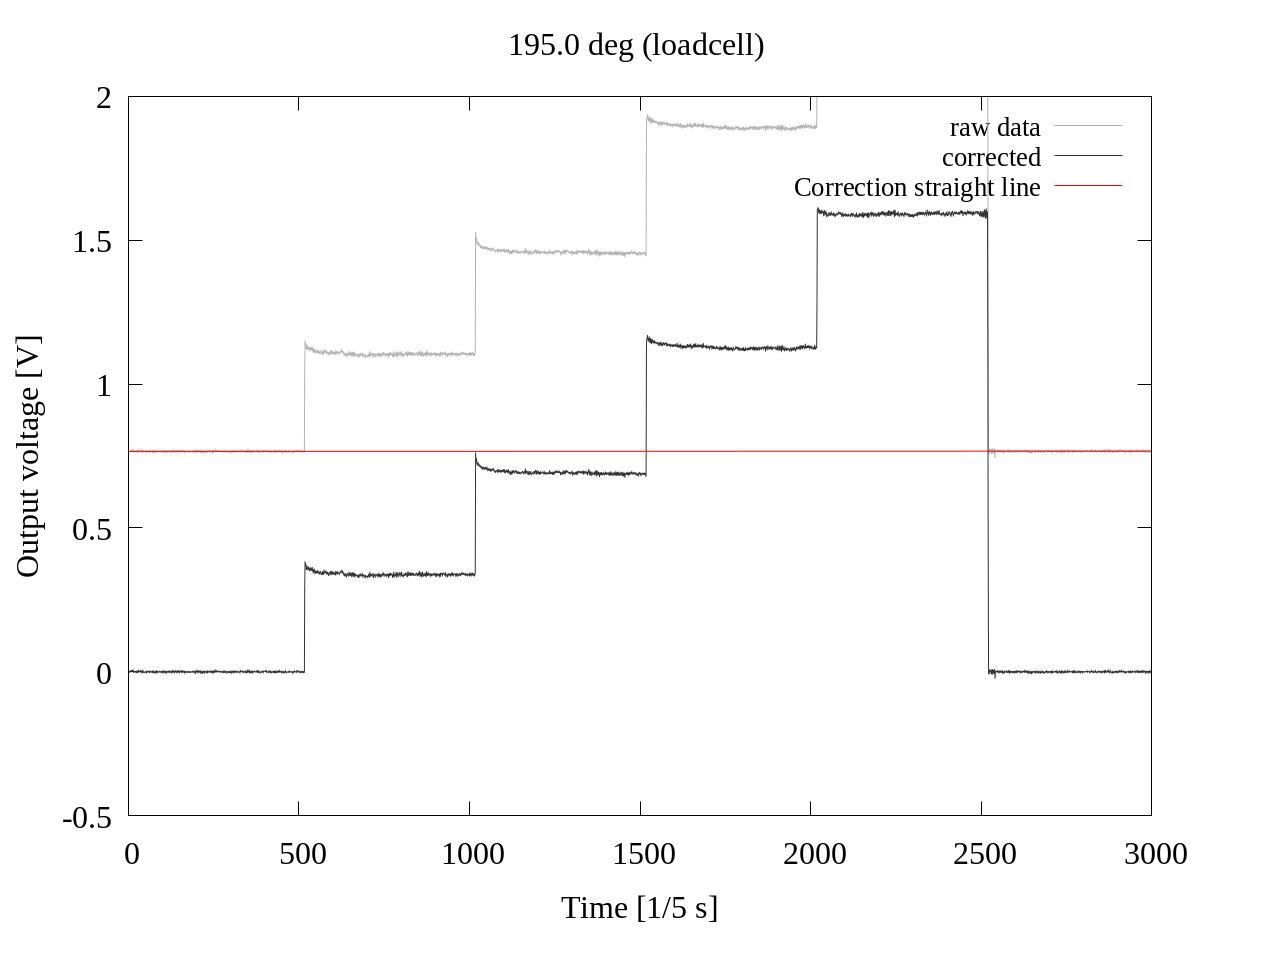 195.0 deg (loadcell)
2
raw data
corrected
Correction straight line
1.5
1
0.5
0
-0.5
Output voltage [V]
0 500 1000 1500 2000 2500 3000
Time [1/5 s]